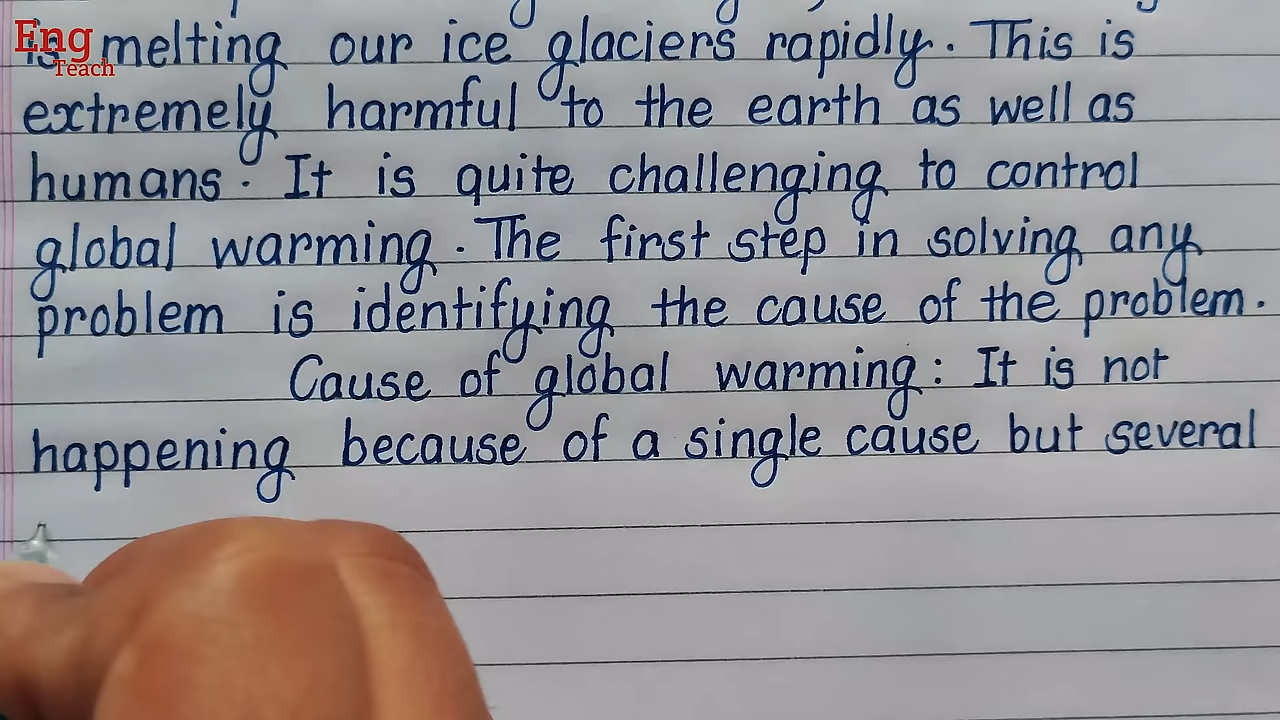 Eng
Teach
is melting our ice glaciers rapidly. This is
extremely harmful to the earth as well as
humans. It is quite challenging to control
global warming. The first step in solving any
problem is identifying the cause of the problem.
Cause of global warming: It is not
happening because of a single cause but several